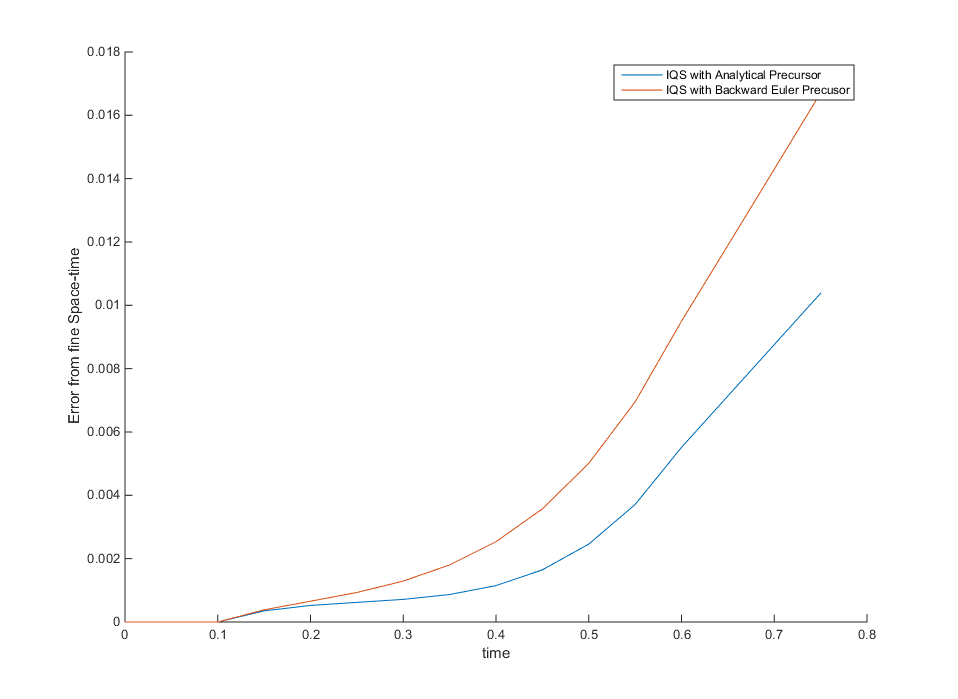 0.018
0.016
0.014
0.012
0.01
0.008
0.006
0.004
0.002
0
Error from fine Space-time
IQS with Analytical Precursor
IQS with Backward Euler Precusor
0 0.1 0.2 0.3 0.4 0.5 0.6 0.7 0.8
time